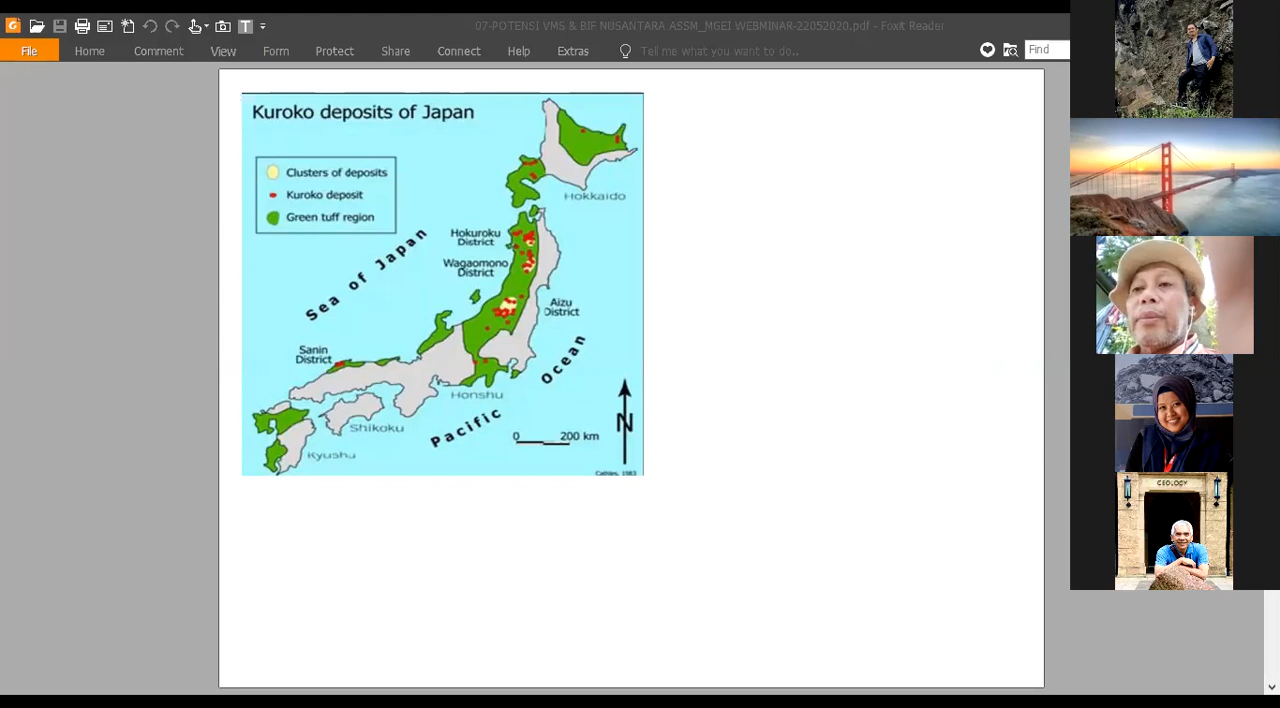 07-POTENSI VMS & BIF NUSANTARA ASSM_MGEI WEBMINAR-22052020.pdf - Foxit Reader
File Home Comment View Form Protect Share Connect Help Extras Tell me what you want to do.. Find
Kuroko deposits of Japan
Clusters of deposits
Kuroko deposit
Green tuff region
Hokkaido
Hokuroku
District
Wagaomono
District
Sea of Japan
Aizu
District
Sanin
District
Honshu
Pacific Ocean
Shikoku
Kyushu
N
0 200 km
Cathles, 1983
GEOLOGY